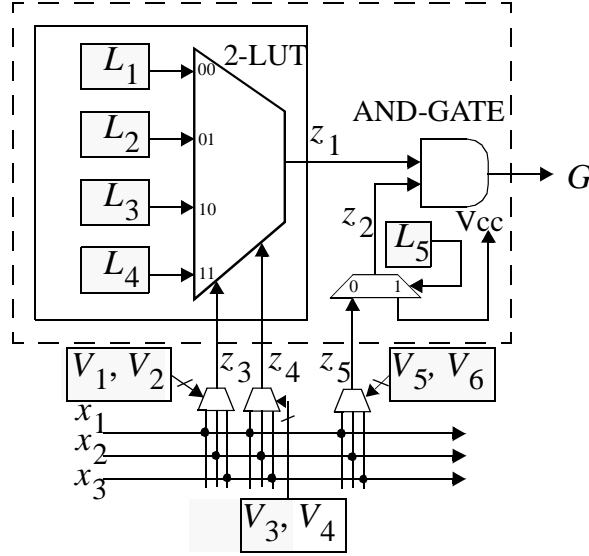 2-LUT
L1
00
AND-GATE
L2
01
z1
G
L3
10
z2
Vcc
L5
L4
11
0 1
V1, V2
z3
z4
z5
V5, V6
x1
x2
x3
V3, V4